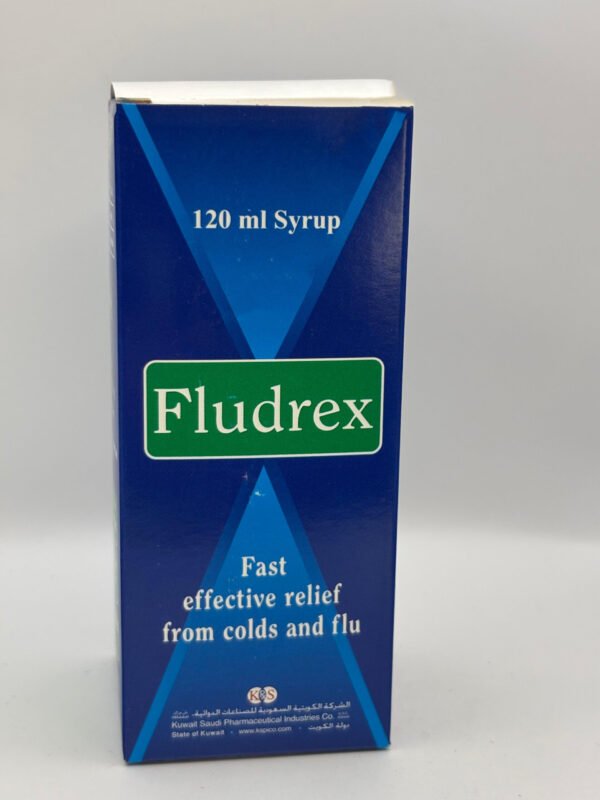 120 ml Syrup
Fludrex
Fast
effective relief
from colds and flu
KS
الشركة الكويتية السعودية للصناعات الدوائية
Kuwait Saudi Pharmaceutical Industries Co.
State of Kuwait - www.kspico.com - دولة الكويت